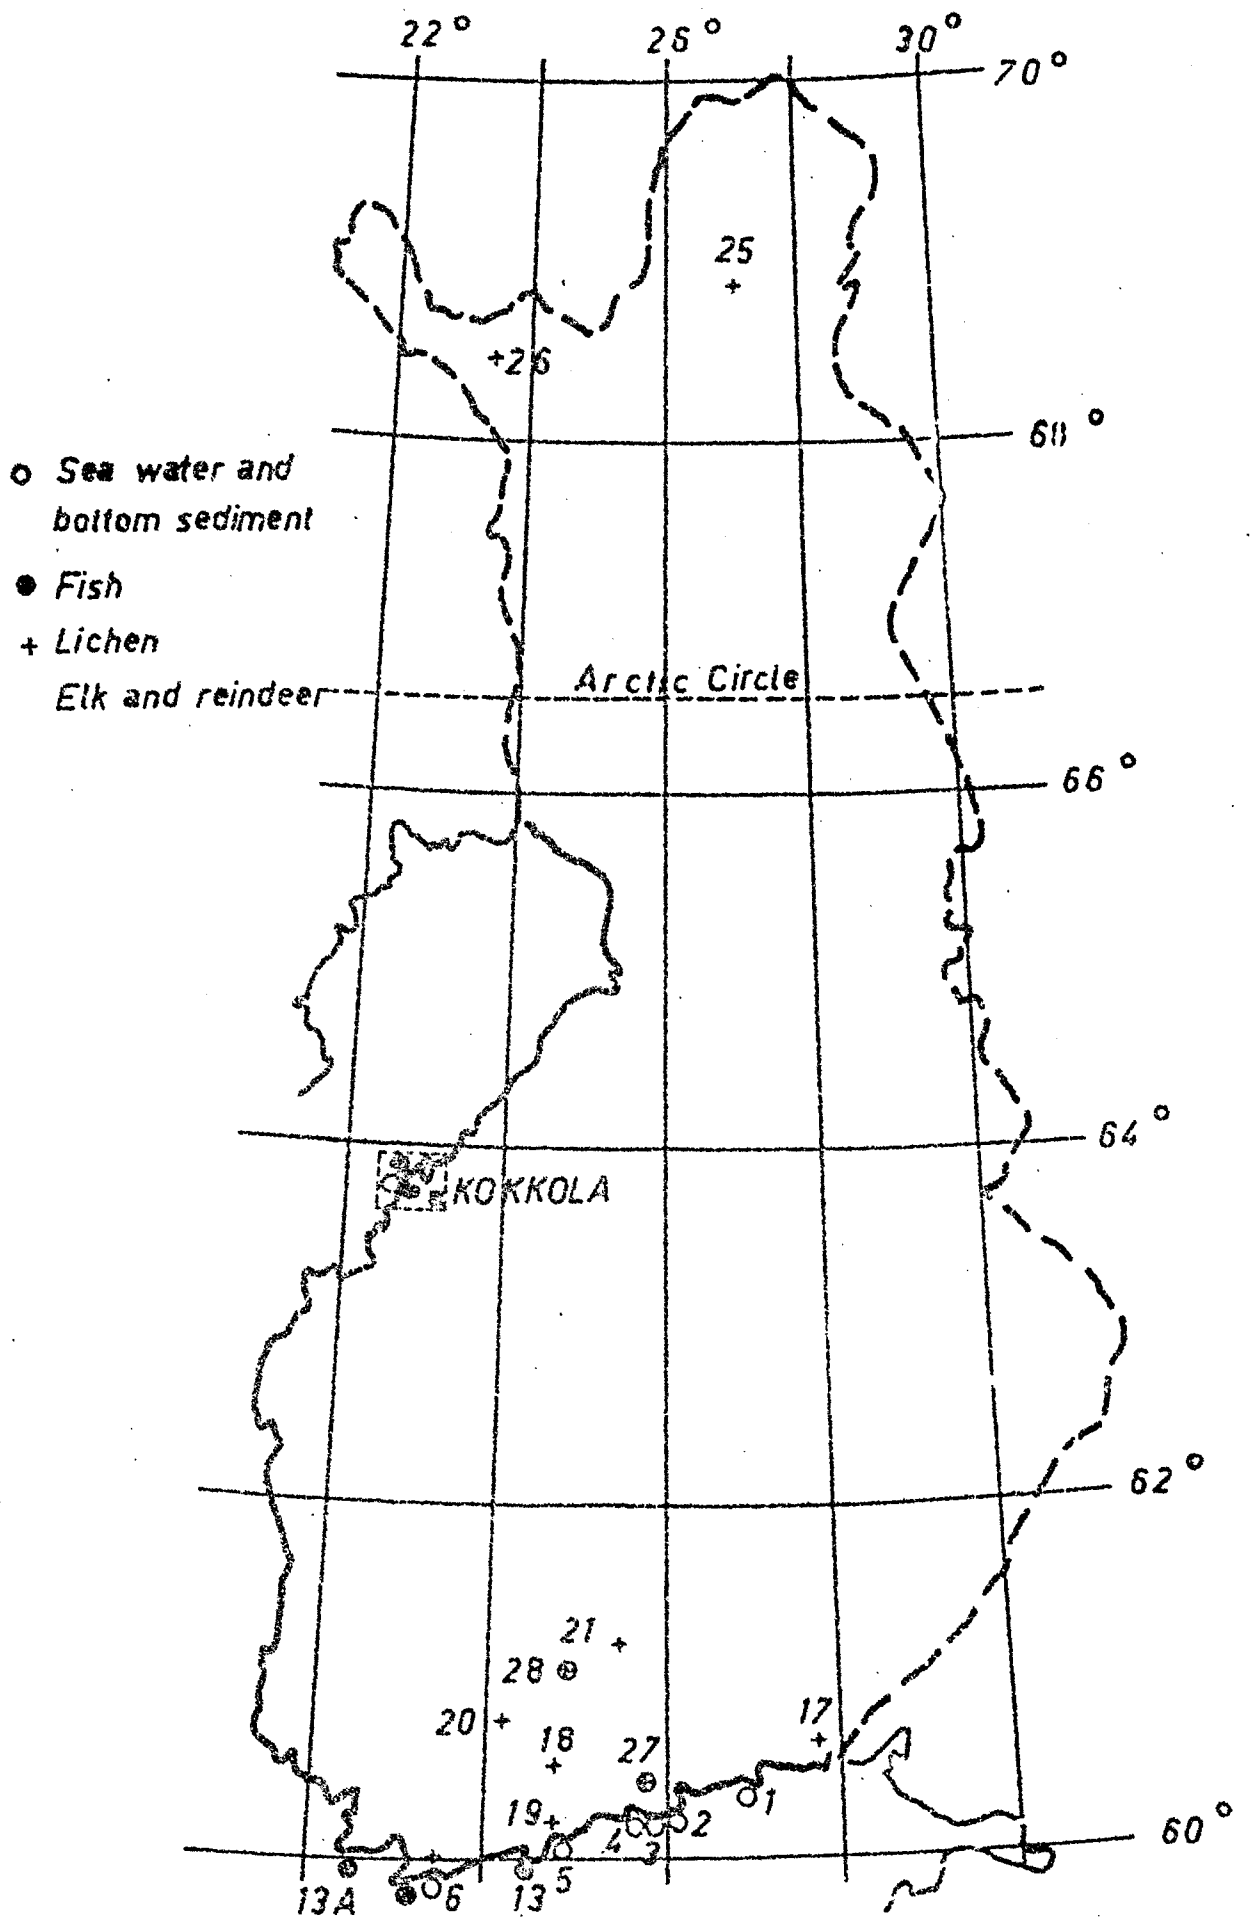 22° 26° 30°
70°
25
+26
68°
Sea water and
bottom sediment
Fish
+ Lichen
Elk and reindeer
Arctic Circle
66°
64°
KOKKOLA
62°
21
28
20
18
17
27
1
19
4
3
2
60°
13A
6
13
5